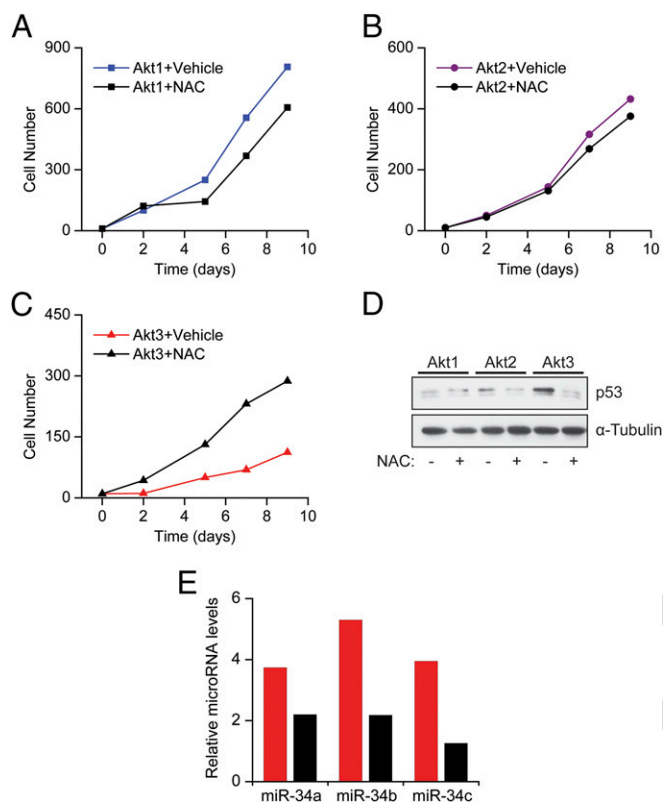 A
900
600
300
0
Cell Number
Akt1+Vehicle
Akt1+NAC
0 2 4 6 8 10
Time (days)
B
600
400
200
0
Cell Number
Akt2+Vehicle
Akt2+NAC
0 2 4 6 8 10
Time (days)
C
450
300
150
0
Cell Number
Akt3+Vehicle
Akt3+NAC
0 2 4 6 8 10
Time (days)
D
Akt1 Akt2 Akt3
p53
α-Tubulin
NAC: - + - + - +
E
6
4
2
0
Relative microRNA levels
miR-34a miR-34b miR-34c